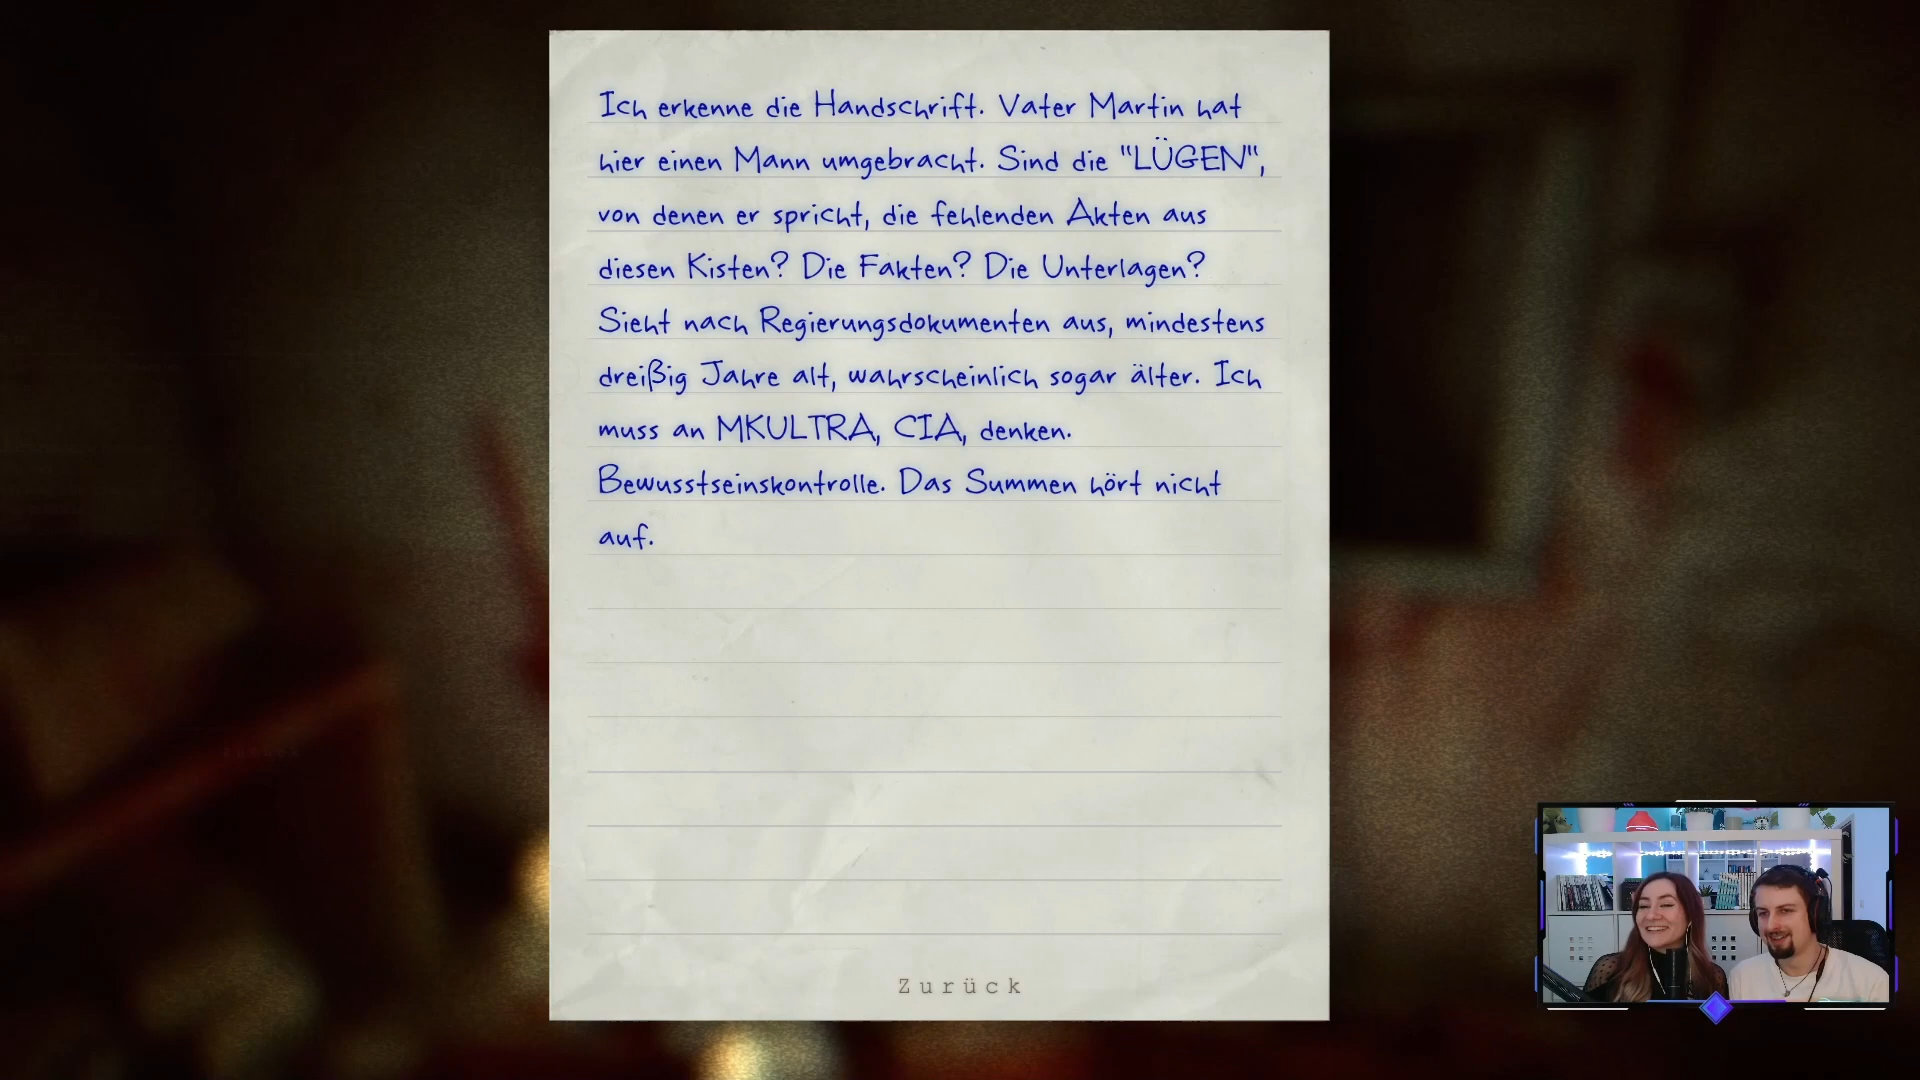 Ich erkenne die Handschrift. Vater Martin hat
hier einen Mann umgebracht. Sind die "LÜGEN",
von denen er spricht, die fehlenden Akten aus
diesen Kisten? Die Fakten? Die Unterlagen?
Sieht nach Regierungsdokumenten aus, mindestens
dreißig Jahre alt, wahrscheinlich sogar älter. Ich
muss an MKULTRA, CIA, denken.
Bewusstseinskontrolle. Das Summen hört nicht
auf.
Zurück